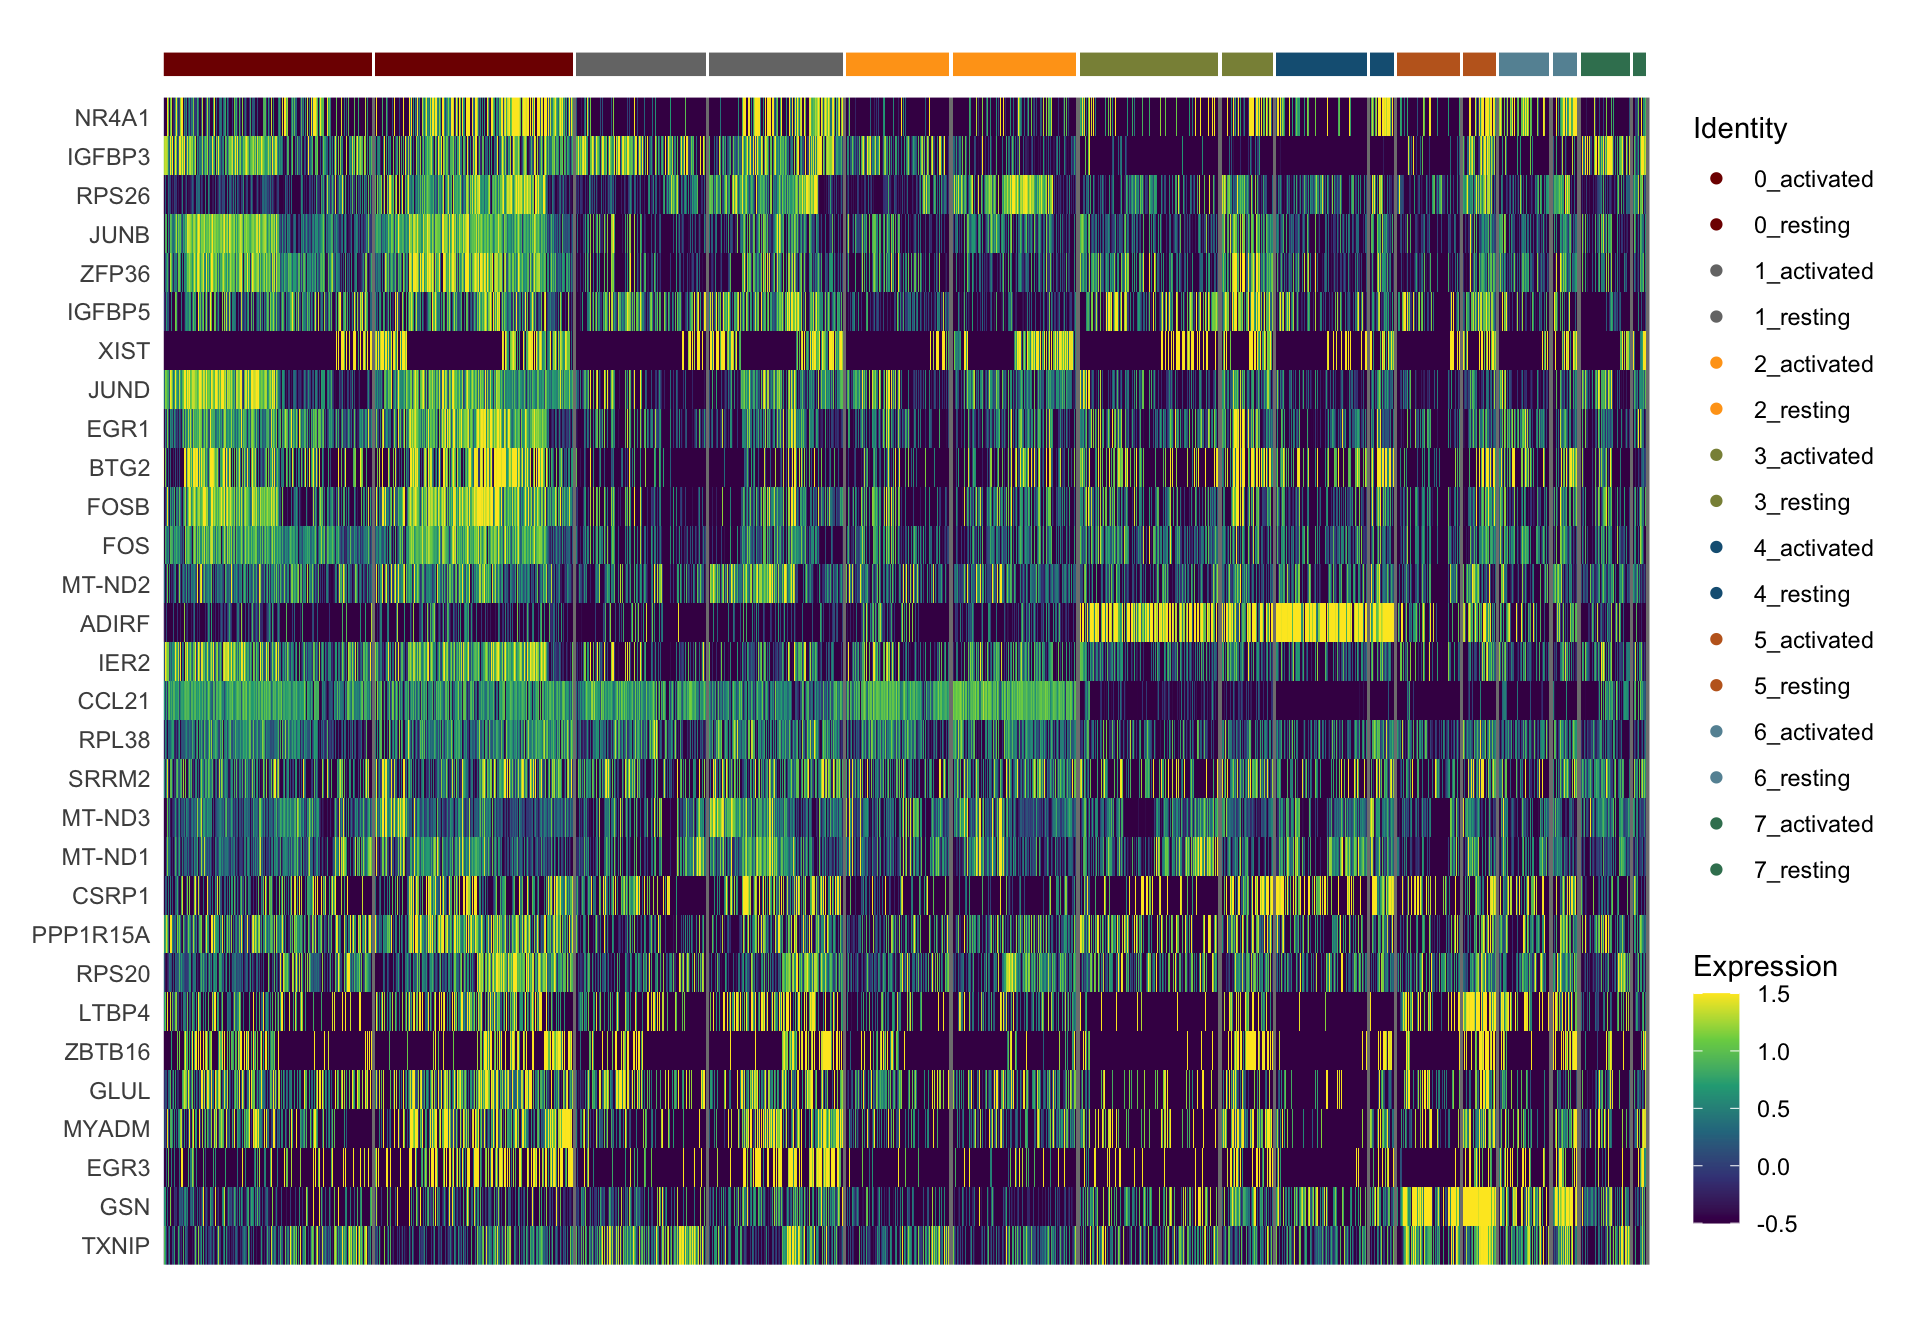 NR4A1
IGFBP3
RPS26
JUNB
ZFP36
IGFBP5
XIST
JUND
EGR1
BTG2
FOSB
FOS
MT-ND2
ADIRF
IER2
CCL21
RPL38
SRRM2
MT-ND3
MT-ND1
CSRP1
PPP1R15A
RPS20
LTBP4
ZBTB16
GLUL
MYADM
EGR3
GSN
TXNIP
Identity
0_activated
0_resting
1_activated
1_resting
2_activated
2_resting
3_activated
3_resting
4_activated
4_resting
5_activated
5_resting
6_activated
6_resting
7_activated
7_resting
Expression
1.5
1.0
0.5
0.0
-0.5